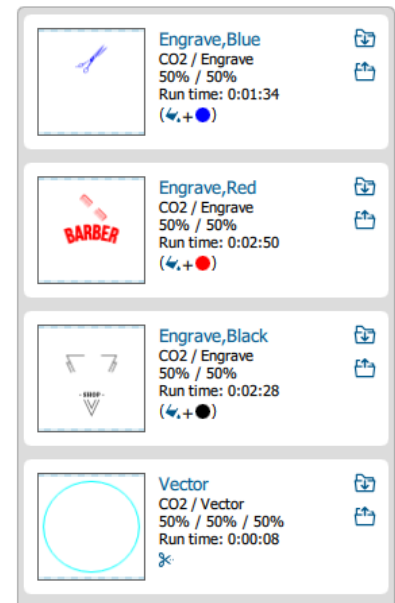 Engrave,Blue
CO2 / Engrave
50% / 50%
Run time: 0:01:34
(+)
BARBER
Engrave,Red
CO2 / Engrave
50% / 50%
Run time: 0:02:50
(+)
- SHOP -
Engrave,Black
CO2 / Engrave
50% / 50%
Run time: 0:02:28
(+)
Vector
CO2 / Vector
50% / 50% / 50%
Run time: 0:00:08